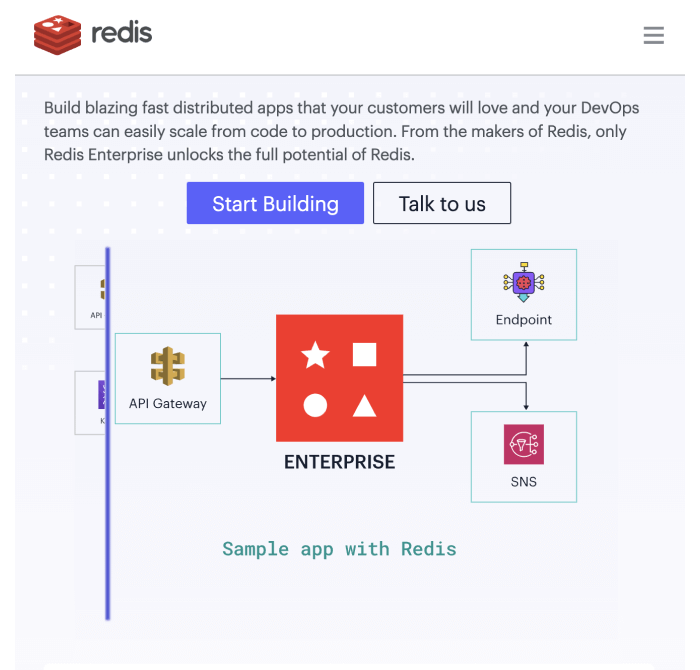 redis
Build blazing fast distributed apps that your customers will love and your DevOps
teams can easily scale from code to production. From the makers of Redis, only
Redis Enterprise unlocks the full potential of Redis.
Start Building
Talk to us
Endpoint
API
API Gateway
K
ENTERPRISE
SNS
Sample app with Redis